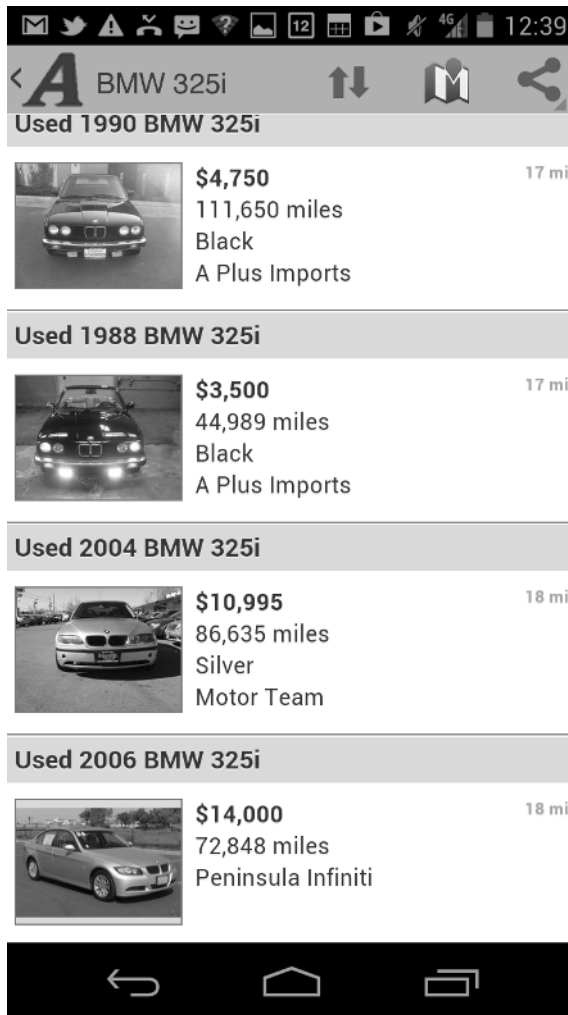 12
4G
12:39
A BMW 325i
Used 1990 BMW 325i
$4,750
17 mi
111,650 miles
Black
A Plus Imports
Used 1988 BMW 325i
$3,500
17 mi
44,989 miles
Black
A Plus Imports
Used 2004 BMW 325i
$10,995
18 mi
86,635 miles
Silver
Motor Team
Used 2006 BMW 325i
$14,000
18 mi
72,848 miles
Peninsula Infiniti